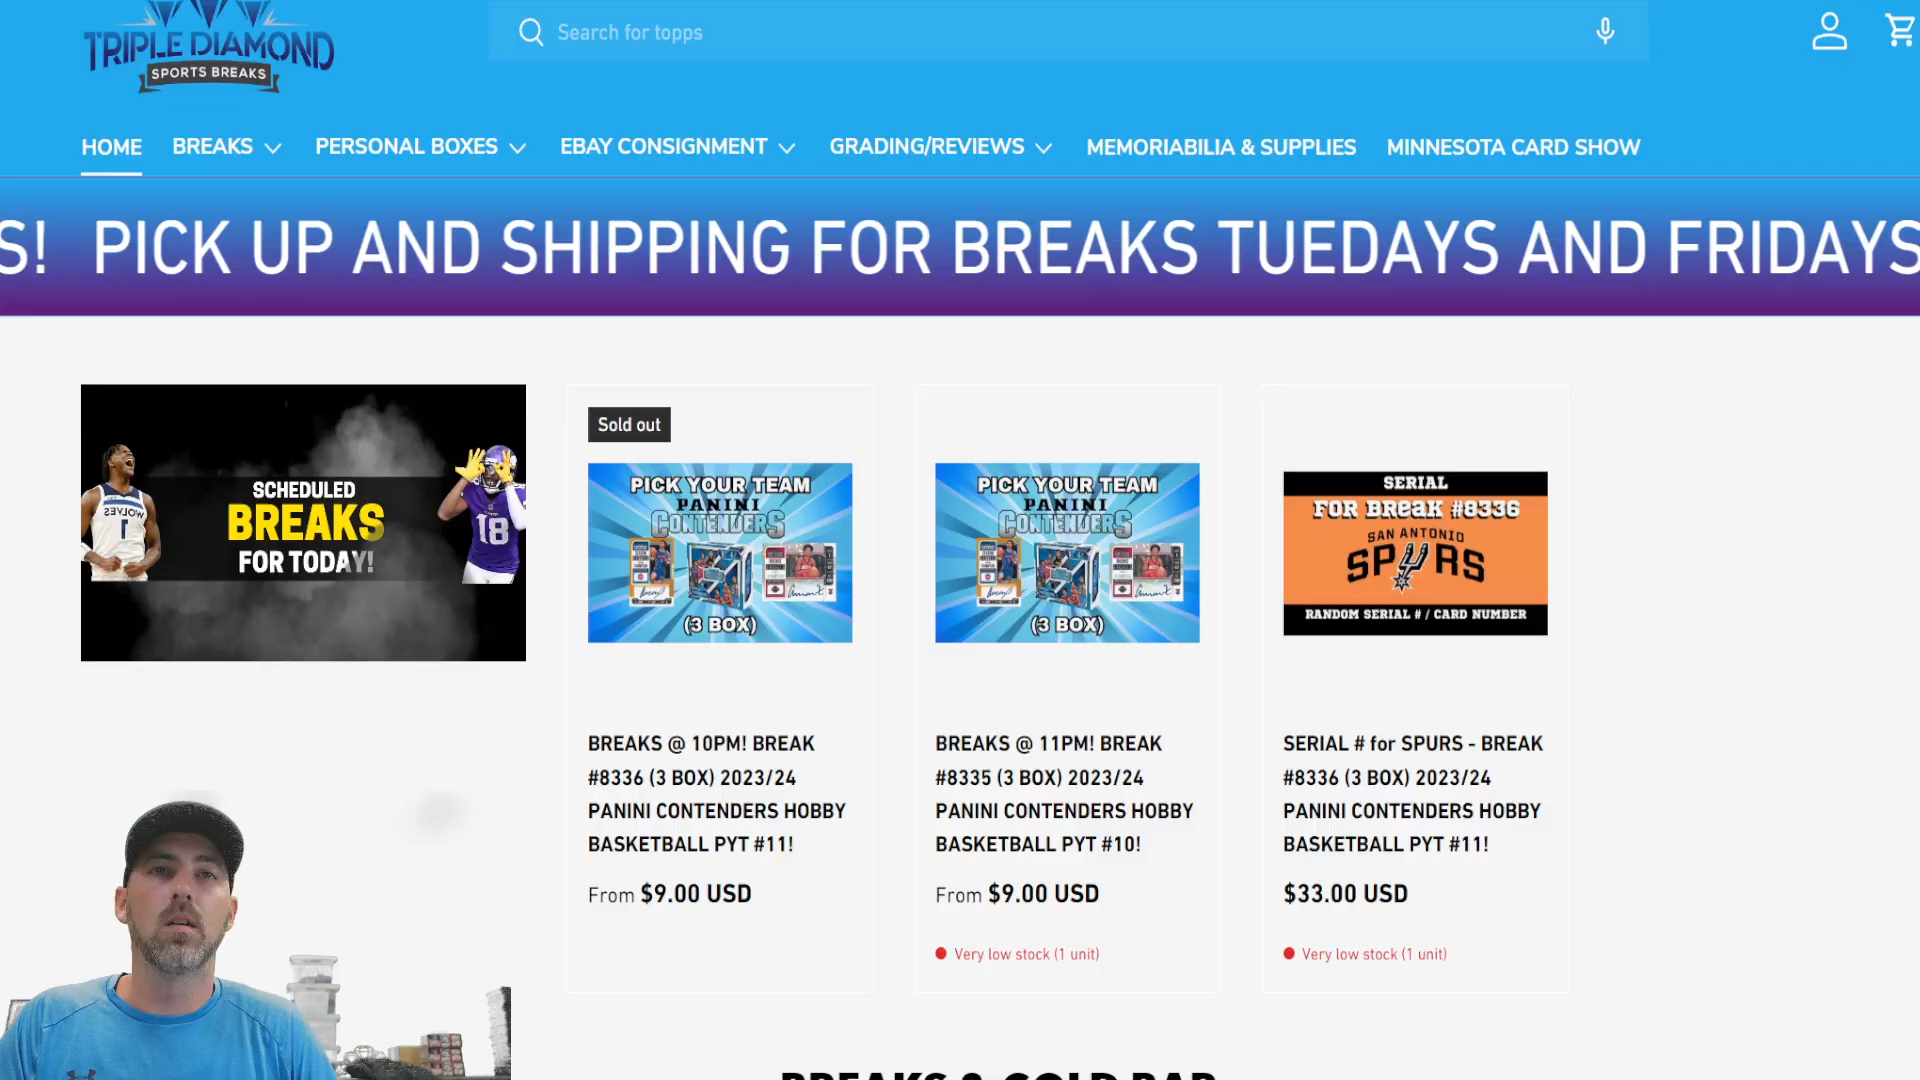 TRIPLE DIAMOND
SPORTS BREAKS
Search for topps
HOME BREAKS PERSONAL BOXES EBAY CONSIGNMENT GRADING/REVIEWS MEMORIABILIA & SUPPLIES MINNESOTA CARD SHOW
S! PICK UP AND SHIPPING FOR BREAKS TUEDAYS AND FRIDAYS
SCHEDULED
BREAKS
FOR TODAY!
WOLVES
1
18
Sold out
PICK YOUR TEAM
PANINI
CONTENDERS
(3 BOX)
BREAKS @ 10PM! BREAK
#8336 (3 BOX) 2023/24
PANINI CONTENDERS HOBBY
BASKETBALL PYT #11!
From $9.00 USD
PICK YOUR TEAM
PANINI
CONTENDERS
(3 BOX)
BREAKS @ 11PM! BREAK
#8335 (3 BOX) 2023/24
PANINI CONTENDERS HOBBY
BASKETBALL PYT #10!
From $9.00 USD
Very low stock (1 unit)
SERIAL
FOR BREAK #8336
SAN ANTONIO
SPURS
RANDOM SERIAL # / CARD NUMBER
SERIAL # for SPURS - BREAK
#8336 (3 BOX) 2023/24
PANINI CONTENDERS HOBBY
BASKETBALL PYT #11!
$33.00 USD
Very low stock (1 unit)